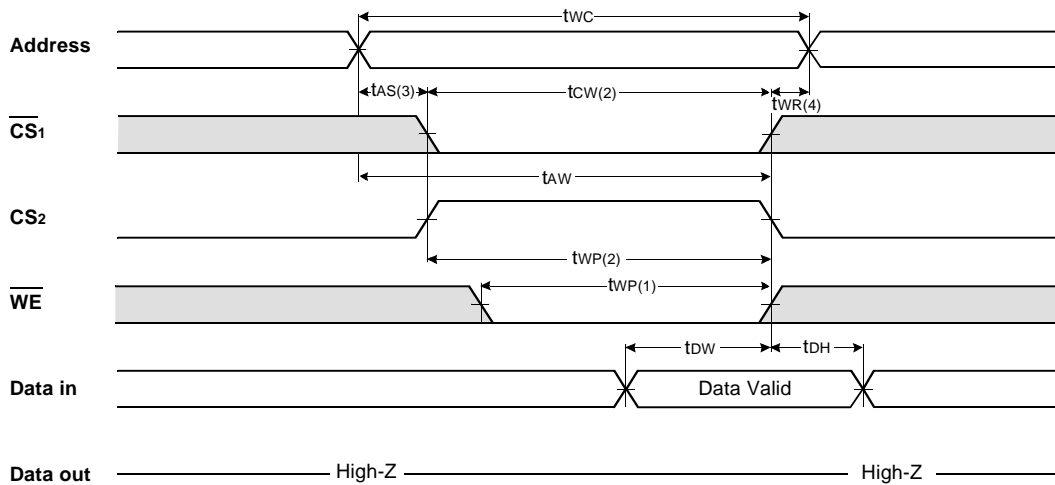 tWC
Address
tAS(3) tCW(2) tWR(4)
CS1
tAW
CS2
tWP(2)
WE
tWP(1)
tDW tDH
Data in Data Valid
Data out High-Z High-Z